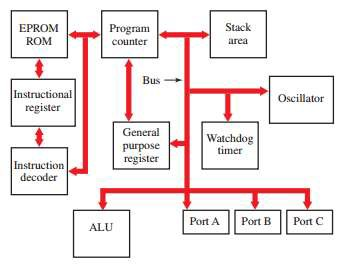 EPROM
ROM
Program
counter
Stack
area
Bus
Instructional
register
Oscillator
General
purpose
register
Watchdog
timer
Instruction
decoder
ALU
Port A
Port B
Port C